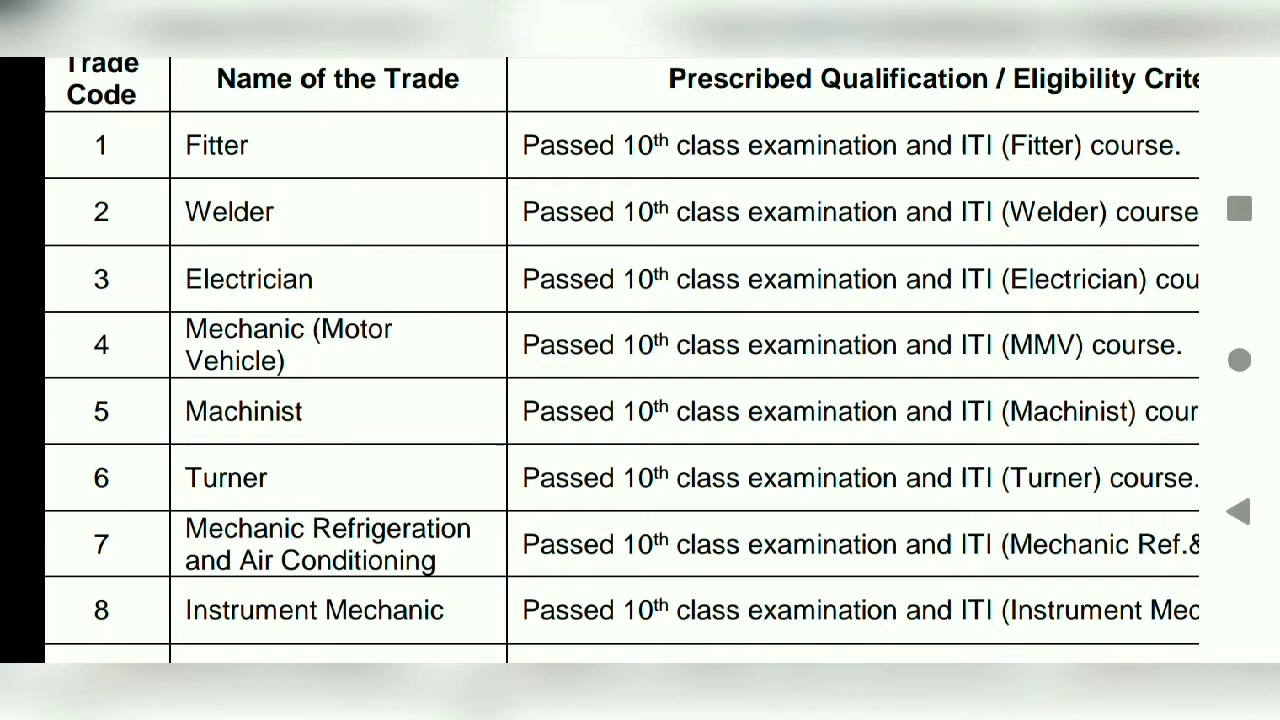 Trade
Code
Name of the Trade
Prescribed Qualification / Eligibility Crite
1
Fitter
Passed 10th class examination and ITI (Fitter) course.
2
Welder
Passed 10th class examination and ITI (Welder) course
3
Electrician
Passed 10th class examination and ITI (Electrician) cou
4
Mechanic (Motor
Vehicle)
Passed 10th class examination and ITI (MMV) course.
5
Machinist
Passed 10th class examination and ITI (Machinist) cour
6
Turner
Passed 10th class examination and ITI (Turner) course.
7
Mechanic Refrigeration
and Air Conditioning
Passed 10th class examination and ITI (Mechanic Ref.&
8
Instrument Mechanic
Passed 10th class examination and ITI (Instrument Mec